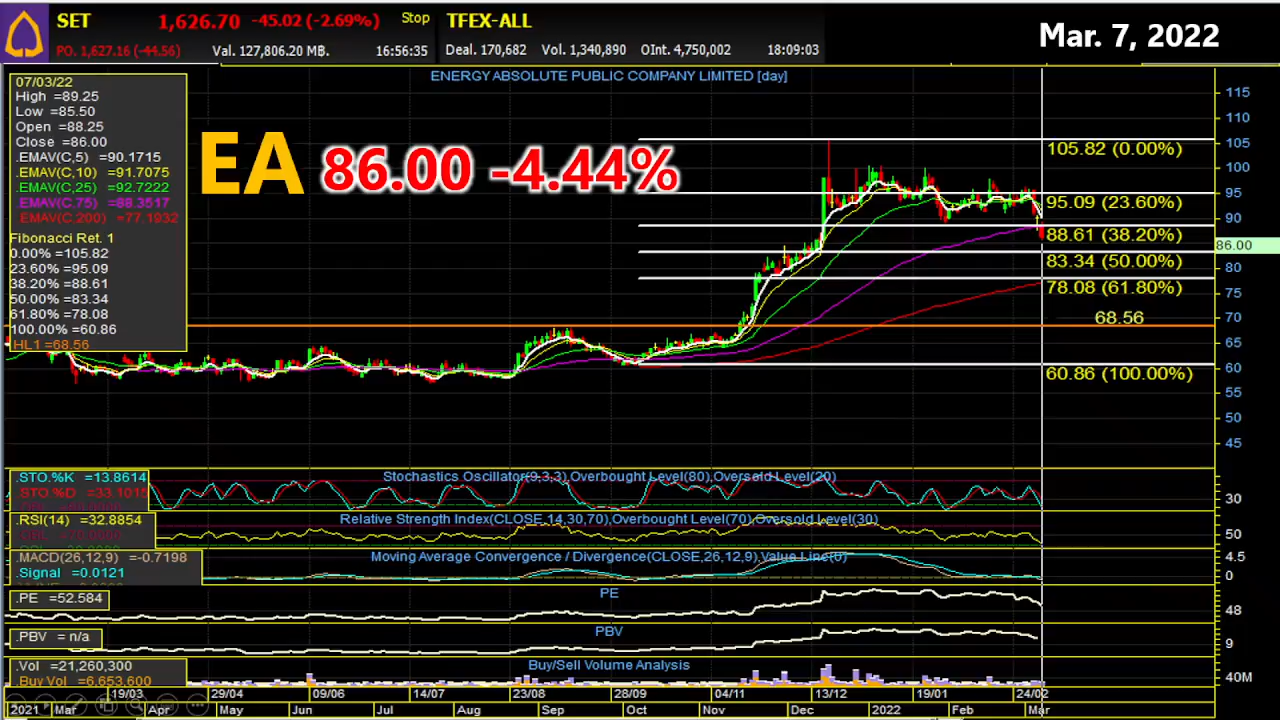 SET 1,626.70 -45.02 (-2.69%) Stop TFEX-ALL
PO. 1,627.16 (-44.56) Val. 127,806.20 MB. 16:56:35 Deal. 170,682 Vol. 1,340,890 OInt. 4,750,002 18:09:03
Mar. 7, 2022
ENERGY ABSOLUTE PUBLIC COMPANY LIMITED [day]
07/03/22
High =89.25
Low =85.50
Open =88.25
Close =86.00
.EMAV(C,5) =90.1715
.EMAV(C,10) =91.7075
.EMAV(C,25) =92.7222
.EMAV(C,75) =88.3517
.EMAV(C,200) =77.1932
Fibonacci Ret. 1
0.00% =105.82
23.60% =95.09
38.20% =88.61
50.00% =83.34
61.80% =78.08
100.00% =60.86
HL1 =68.56
EA 86.00 -4.44%
105.82 (0.00%)
95.09 (23.60%)
88.61 (38.20%)
83.34 (50.00%)
78.08 (61.80%)
68.56
60.86 (100.00%)
115
110
105
100
95
90
86.00
80
75
70
65
60
55
50
45
.STO.%K =13.8614
.STO.%D =33.1015
Stochastics Oscillator(9,3,3),Overbought Level(80),Oversold Level(20)
30
.RSI(14) =32.8854
Relative Strength Index(CLOSE,14,30,70),Overbought Level(70),Oversold Level(30)
50
.MACD(26,12,9) =-0.7198
.Signal =0.0121
Moving Average Convergence / Divergence(CLOSE,26,12,9),Value Line(0)
4.5
0
.PE =52.584
PE
48
.PBV = n/a
PBV
9
.Vol =21,260,300
.Buy Vol =6,653,600
Buy/Sell Volume Analysis
40M
19/03 29/04 09/06 14/07 23/08 28/09 04/11 13/12 19/01 24/02
2021 Mar Apr May Jun Jul Aug Sep Oct Nov Dec 2022 Feb Mar